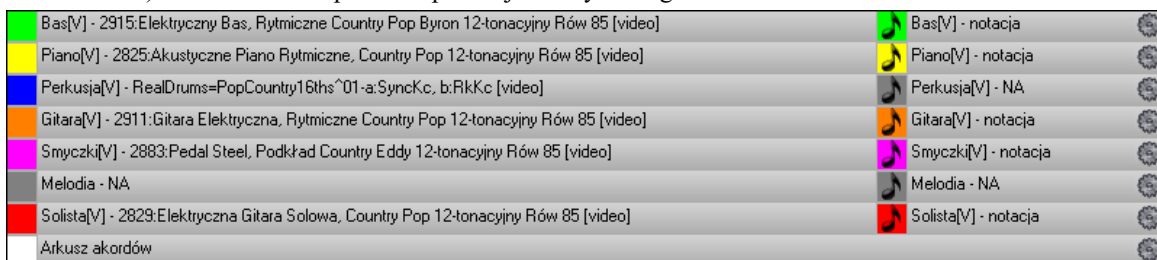 Bas[V] - 2915:Elektryczny Bas, Rytmiczne Country Pop Byron 12-tonacyjny Rów 85 [video] Bas[V] - notacja
Piano[V] - 2825:Akustyczne Piano Rytmiczne, Country Pop 12-tonacyjny Rów 85 [video] Piano[V] - notacja
Perkusja[V] - RealDrums=PopCountry16ths^01-a:SyncKc, b:RkKc [video] Perkusja[V] - NA
Gitara[V] - 2911:Gitara Elektryczna, Rytmiczne Country Pop 12-tonacyjny Rów 85 [video] Gitara[V] - notacja
Smyczki[V] - 2883:Pedal Steel, Podkład Country Eddy 12-tonacyjny Rów 85 [video] Smyczki[V] - notacja
Melodia - NA Melodia - NA
Solista[V] - 2829:Elektryczna Gitara Solowa, Country Pop 12-tonacyjny Rów 85 [video] Solista[V] - notacja
Arkusz akordów